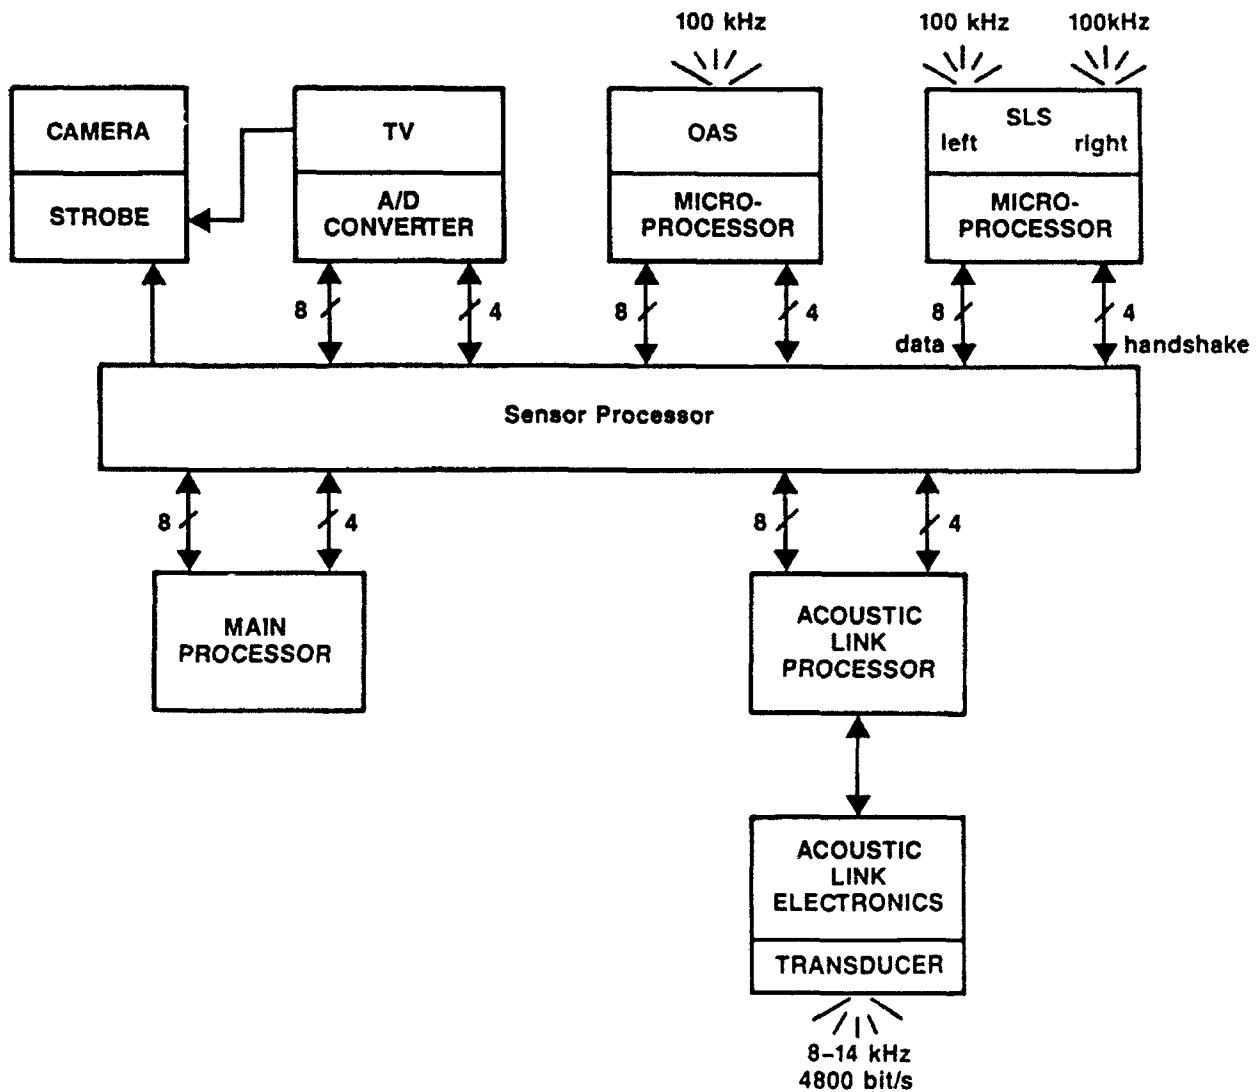 100 kHz
100 kHz
100kHz
CAMERA
STROBE
TV
A/D
CONVERTER
OAS
MICRO-
PROCESSOR
SLS
left
right
MICRO-
PROCESSOR
8
4
8
4
8
4
data
handshake
Sensor Processor
8
4
8
4
MAIN
PROCESSOR
ACOUSTIC
LINK
PROCESSOR
ACOUSTIC
LINK
ELECTRONICS
TRANSDUCER
8–14 kHz
4800 bit/s